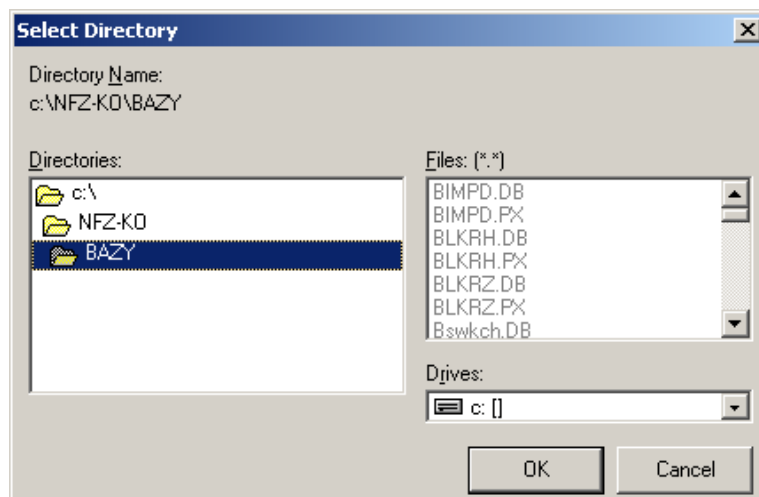 Select Directory
Directory Name:
c:\NFZ-KO\BAZY
Directories:
c:\
NFZ-KO
BAZY
Files: (*.*)
BIMPD.DB
BIMPD.PX
BLKRH.DB
BLKRH.PX
BLKRZ.DB
BLKRZ.PX
Bswkch.DB
Drives:
c: []
OK
Cancel